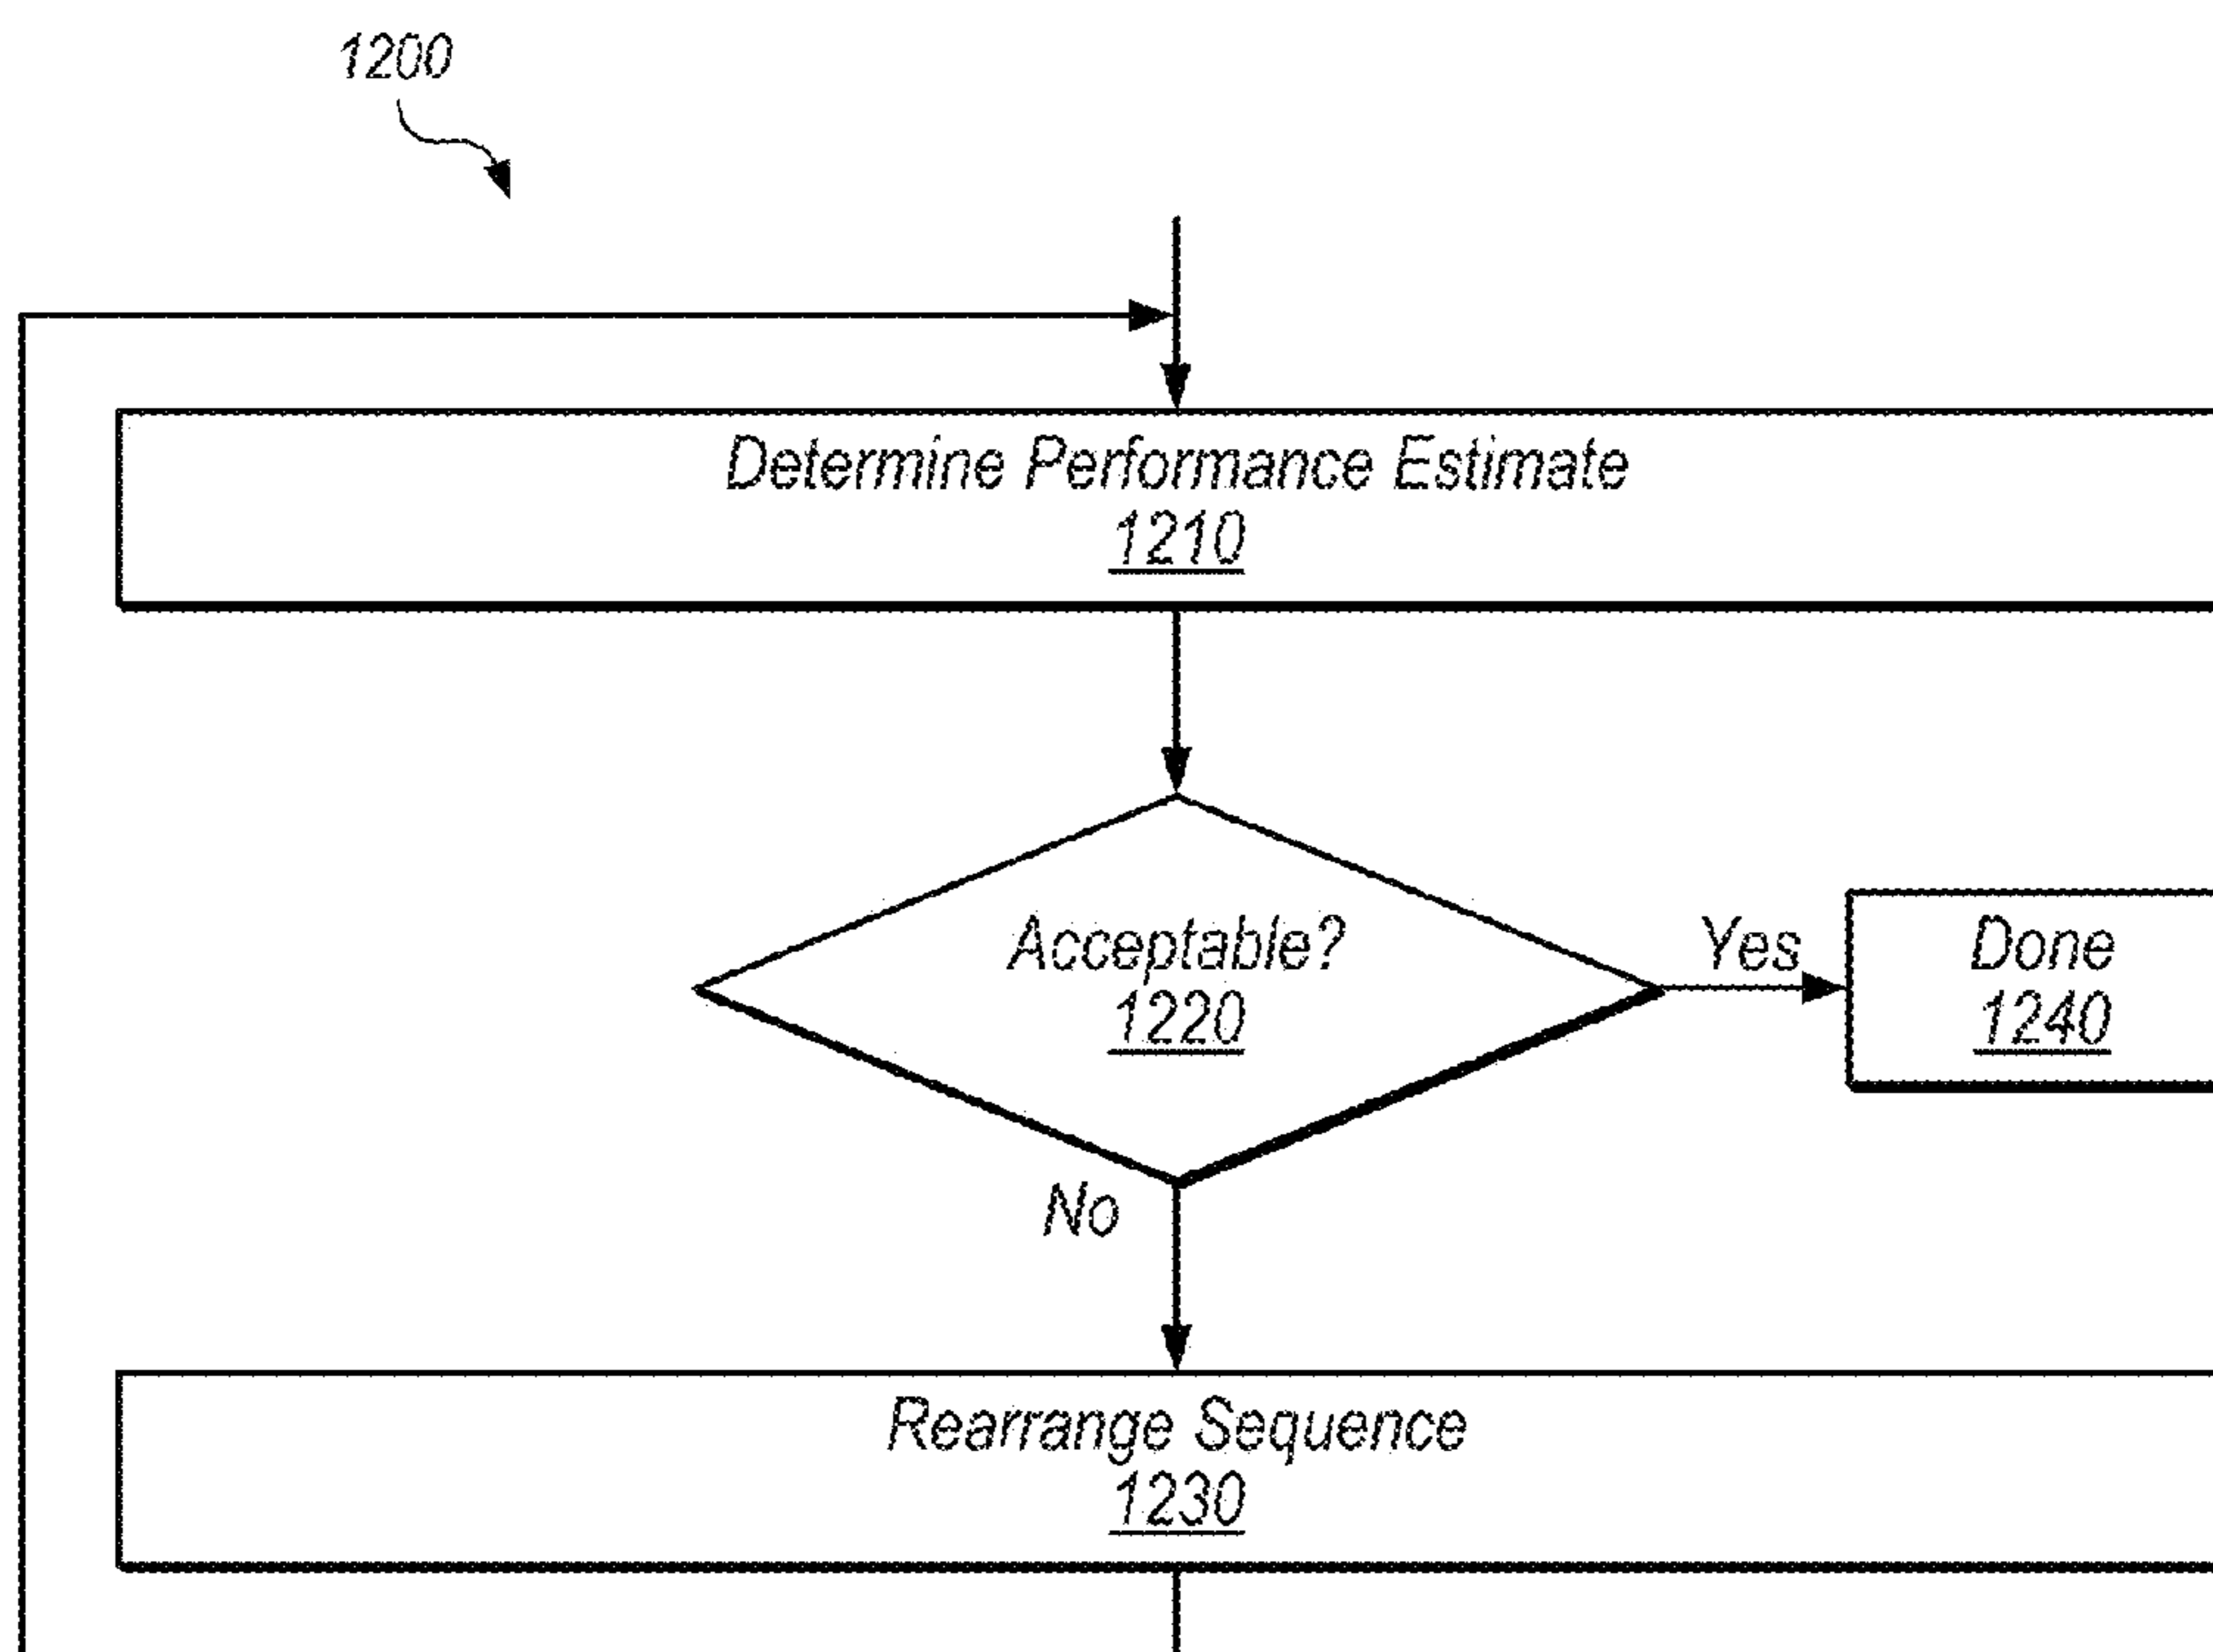 1200
Determine Performance Estimate
1210
Acceptable?
1220
Yes
Done
1240
No
Rearrange Sequence
1230